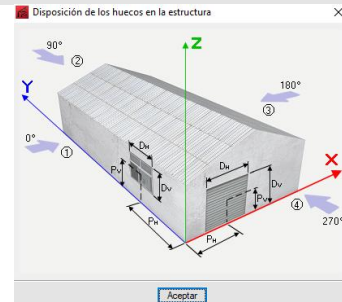 Disposición de los huecos en la estructura
90°
②
Z
180°
③
Y
0°
①
DH
PV
DV
DH
DV
PV
X
④
270°
PH
PH
Aceptar